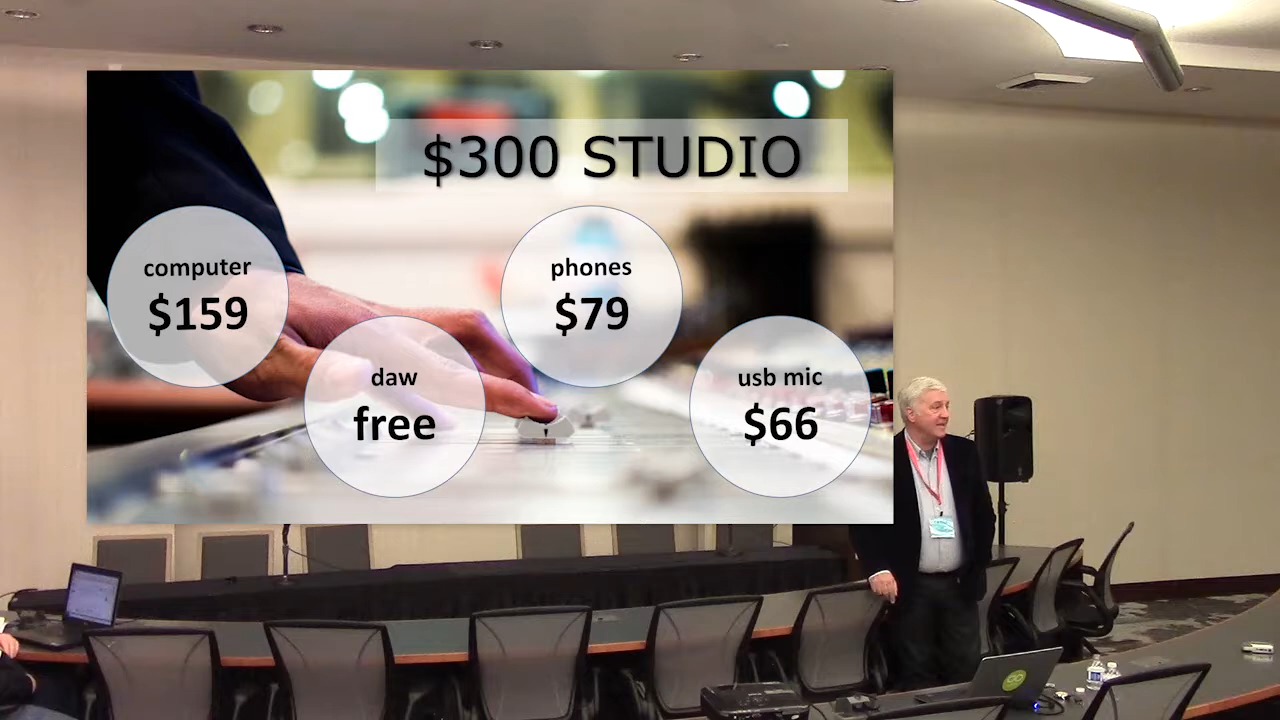 $300 STUDIO
computer
$159
daw
free
phones
$79
usb mic
$66